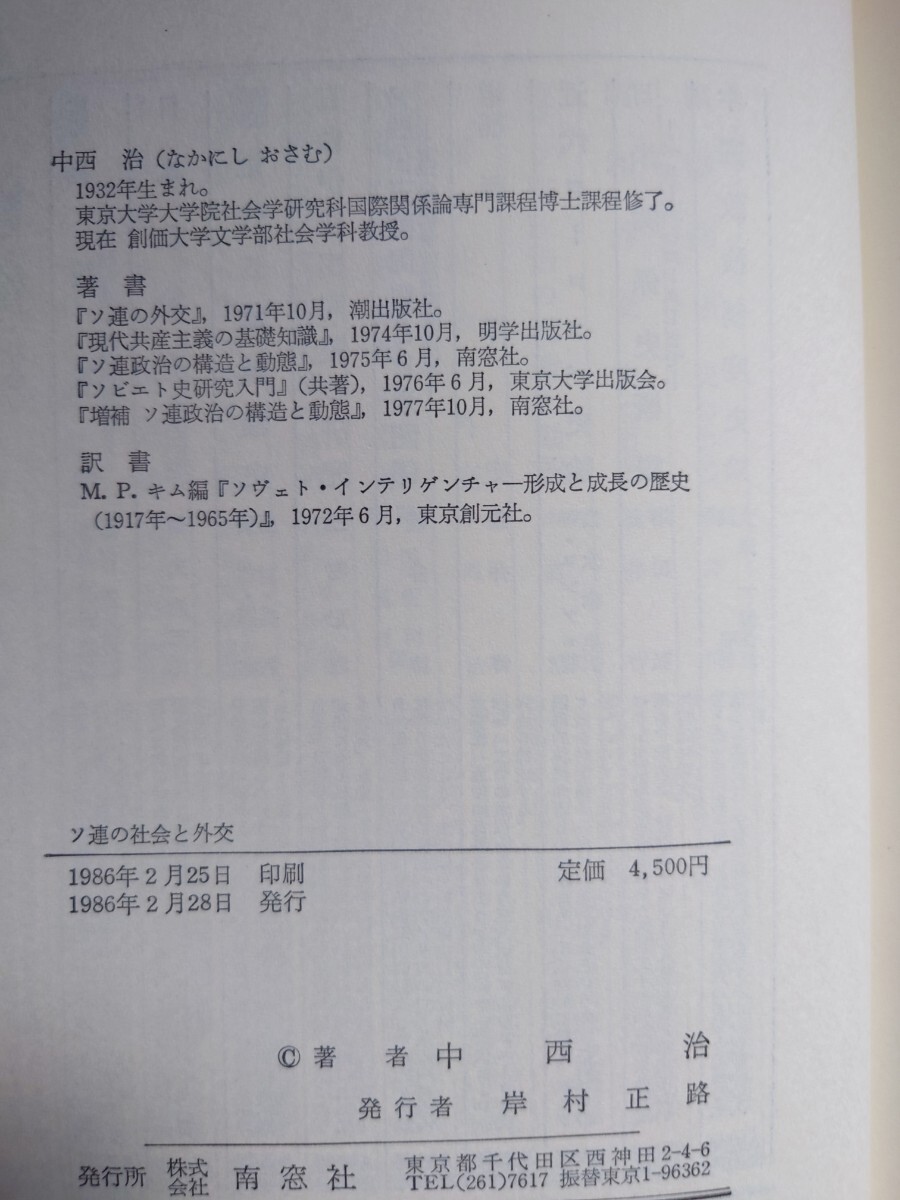 中西 治（なかにし おさむ）
1932年生まれ。
東京大学大学院社会学研究科国際関係論専門課程博士課程修了。
現在 創価大学文学部社会学科教授。
著書
『ソ連の外交』，1971年10月，潮出版社。
『現代共産主義の基礎知識』，1974年10月，明学出版社。
『ソ連政治の構造と動態』，1975年6月，南窓社。
『ソビエト史研究入門』（共著），1976年6月，東京大学出版会。
『増補 ソ連政治の構造と動態』，1977年10月，南窓社。
訳書
M. P. キム編『ソヴェト・インテリゲンチャ―形成と成長の歴史
（1917年～1965年）』，1972年6月，東京創元社。
ソ連の社会と外交
1986年2月25日 印刷 定価 4,500円
1986年2月28日 発行
©著 者 中 西 治
発行者 岸 村 正 路
発行所 株式会社 南窓社 東京都千代田区西神田2-4-6
TEL(261)7617 振替東京1-96362